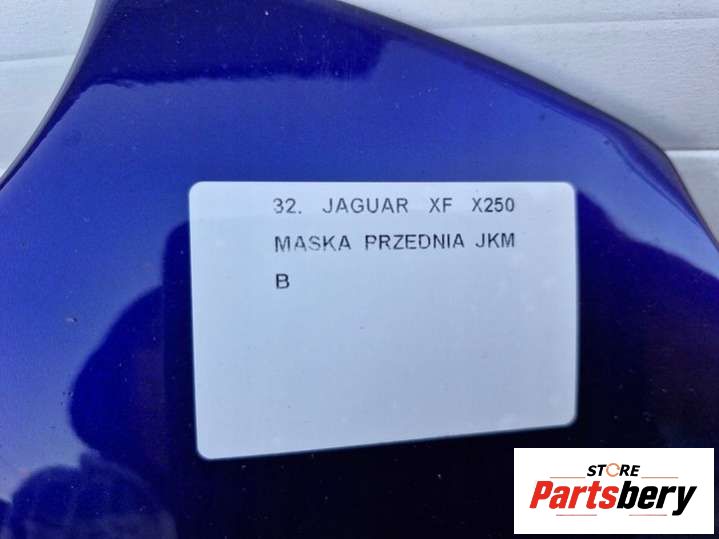 32. JAGUAR XF X250
MASKA PRZEDNIA JKM
B
STORE
Partsbery